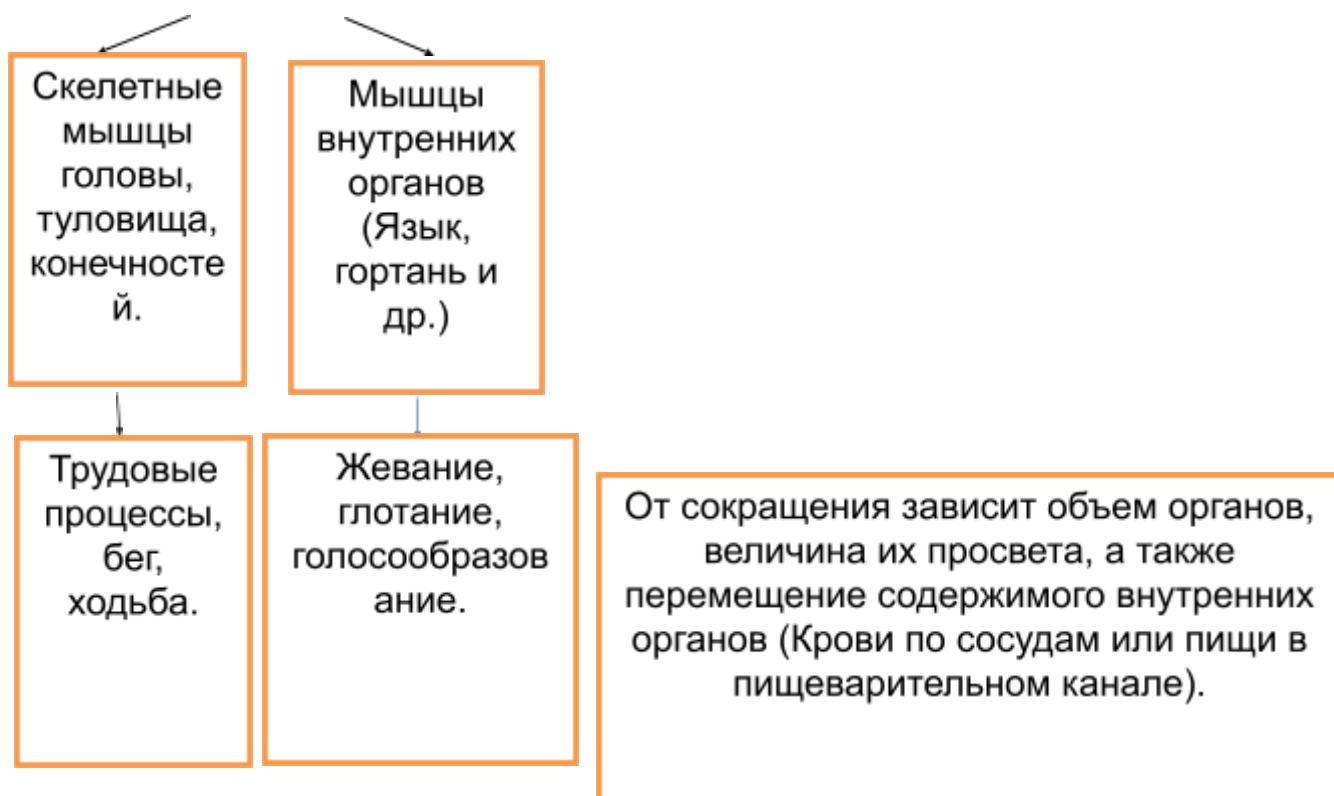 Скелетные
мышцы
головы,
туловища,
конечносте
й.
Мышцы
внутренних
органов
(Язык,
гортань и
др.)
Трудовые
процессы,
бег,
ходьба.
Жевание,
глотание,
голосообразов
ание.
От сокращения зависит объем органов,
величина их просвета, а также
перемещение содержимого внутренних
органов (Крови по сосудам или пищи в
пищеварительном канале).